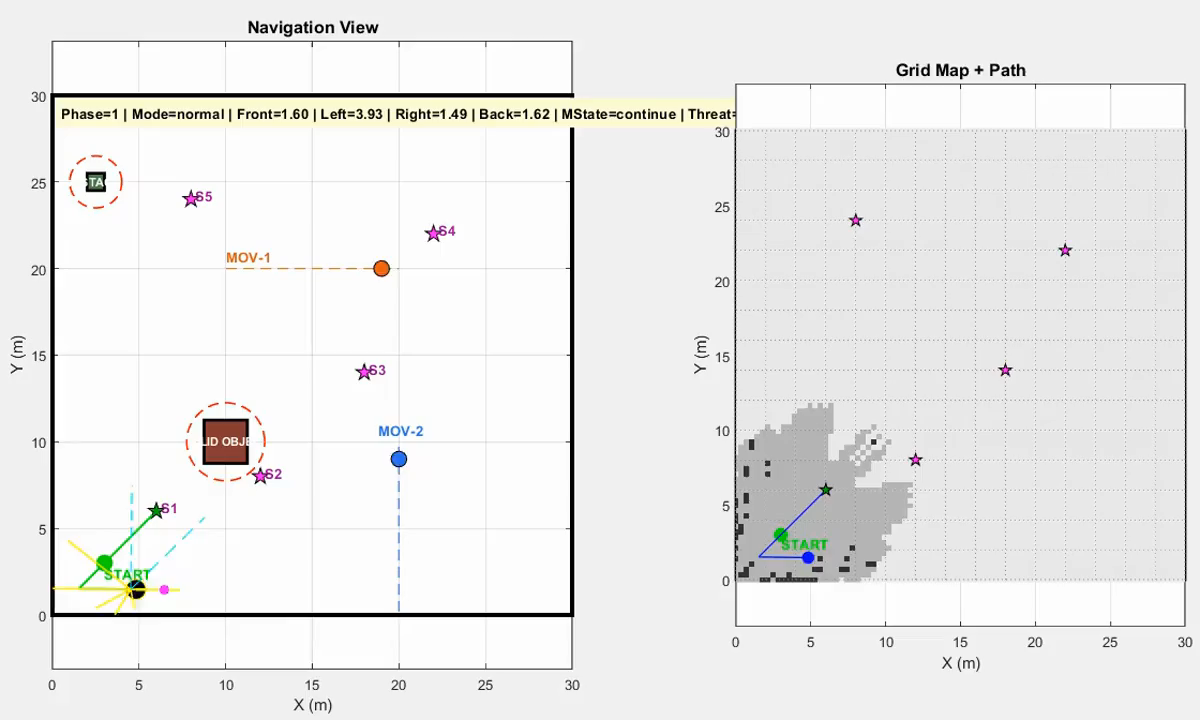 Navigation View
Phase=1 | Mode=normal | Front=1.60 | Left=3.93 | Right=1.49 | Back=1.62 | MState=continue | Threat=
STA
S5
S4
MOV-1
S3
MOV-2
LID OBJE
S2
S1
START
30
25
20
15
10
5
0
Y (m)
0
5
10
15
20
25
30
X (m)
Grid Map + Path
START
30
25
20
15
10
5
0
Y (m)
0
5
10
15
20
25
30
X (m)